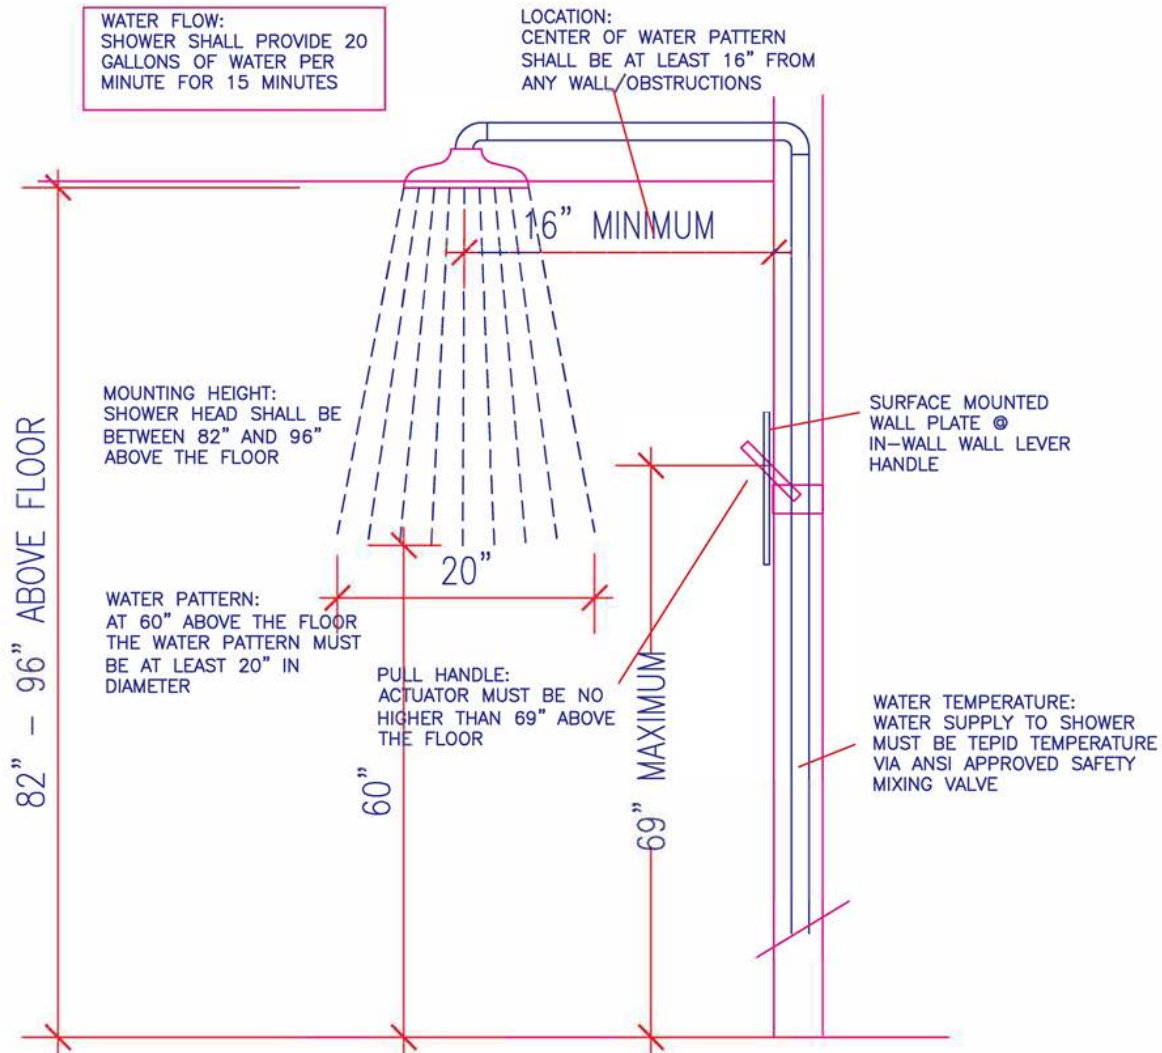 WATER FLOW:
SHOWER SHALL PROVIDE 20
GALLONS OF WATER PER
MINUTE FOR 15 MINUTES
LOCATION:
CENTER OF WATER PATTERN
SHALL BE AT LEAST 16" FROM
ANY WALL/OBSTRUCTIONS
16" MINIMUM
MOUNTING HEIGHT:
SHOWER HEAD SHALL BE
BETWEEN 82" AND 96"
ABOVE THE FLOOR
SURFACE MOUNTED
WALL PLATE @
IN-WALL WALL LEVER
HANDLE
82" - 96" ABOVE FLOOR
20"
WATER PATTERN:
AT 60" ABOVE THE FLOOR
THE WATER PATTERN MUST
BE AT LEAST 20" IN
DIAMETER
PULL HANDLE:
ACTUATOR MUST BE NO
HIGHER THAN 69" ABOVE
THE FLOOR
60"
69" MAXIMUM
WATER TEMPERATURE:
WATER SUPPLY TO SHOWER
MUST BE TEPID TEMPERATURE
VIA ANSI APPROVED SAFETY
MIXING VALVE